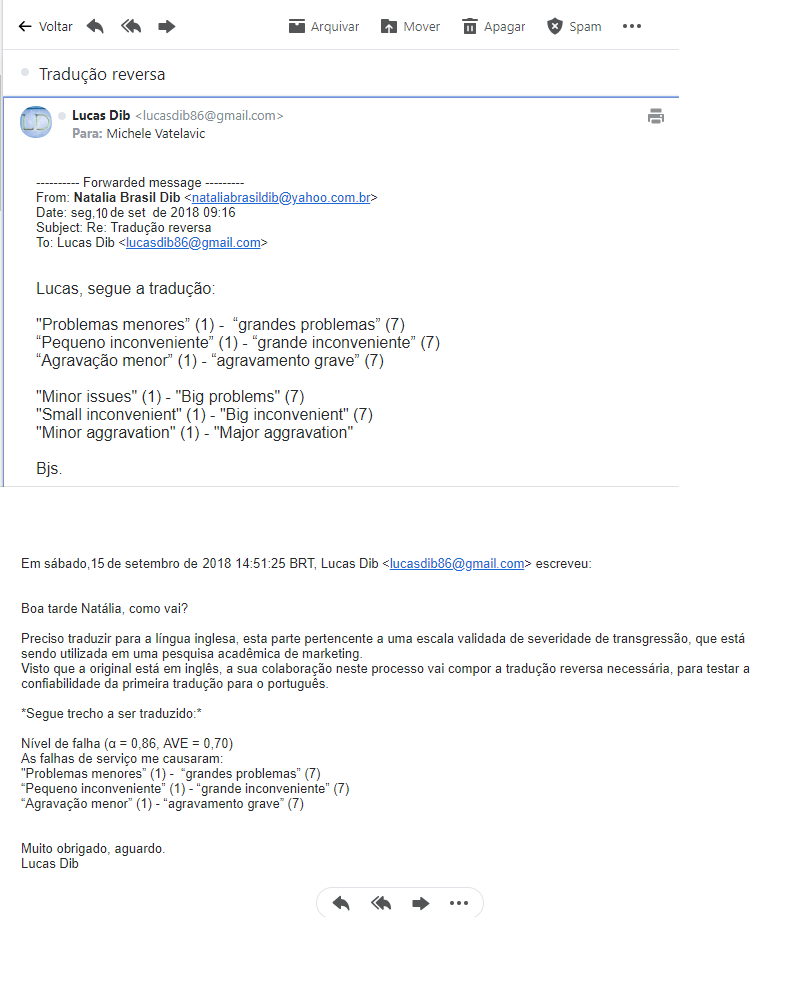 Voltar Arquivar Mover Apagar Spam
Tradução reversa
LD
Lucas Dib <lucasdib86@gmail.com>
Para: Michele Vatelavic
---------- Forwarded message ---------
From: Natalia Brasil Dib <nataliabrasildib@yahoo.com.br>
Date: seg,10 de set de 2018 09:16
Subject: Re: Tradução reversa
To: Lucas Dib <lucasdib86@gmail.com>
Lucas, segue a tradução:
"Problemas menores” (1) - “grandes problemas” (7)
“Pequeno inconveniente” (1) - “grande inconveniente” (7)
“Agravação menor” (1) - “agravamento grave” (7)
"Minor issues" (1) - "Big problems" (7)
"Small inconvenient" (1) - "Big inconvenient" (7)
"Minor aggravation" (1) - "Major aggravation"
Bjs.
Em sábado,15 de setembro de 2018 14:51:25 BRT, Lucas Dib <lucasdib86@gmail.com> escreveu:
Boa tarde Natália, como vai?
Preciso traduzir para a língua inglesa, esta parte pertencente a uma escala validada de severidade de transgressão, que está
sendo utilizada em uma pesquisa acadêmica de marketing.
Visto que a original está em inglês, a sua colaboração neste processo vai compor a tradução reversa necessária, para testar a
confiabilidade da primeira tradução para o português.
*Segue trecho a ser traduzido:*
Nível de falha (α = 0,86, AVE = 0,70)
As falhas de serviço me causaram:
"Problemas menores” (1) - “grandes problemas” (7)
“Pequeno inconveniente” (1) - “grande inconveniente” (7)
“Agravação menor” (1) - “agravamento grave” (7)
Muito obrigado, aguardo.
Lucas Dib